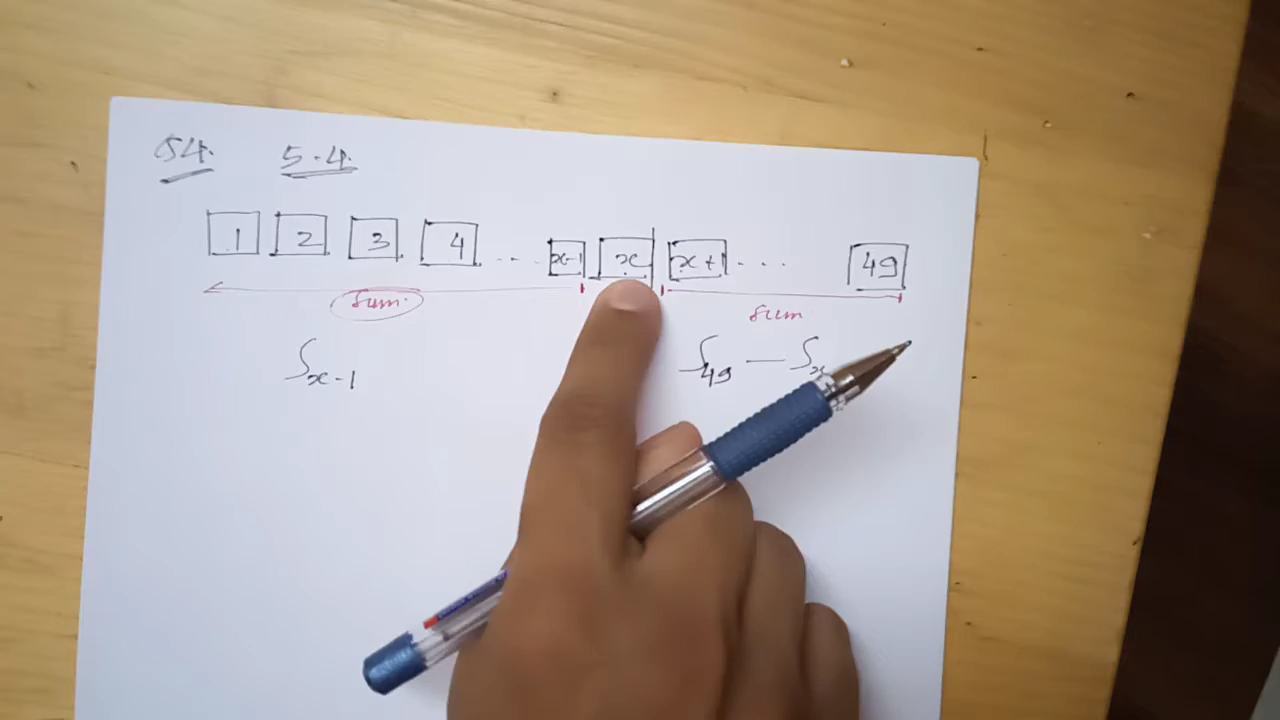 Q4. 5.4.
1 2 3 4 ... x-1 x x+1 ... 49
Sum. sum
S x-1 S 49 — S x